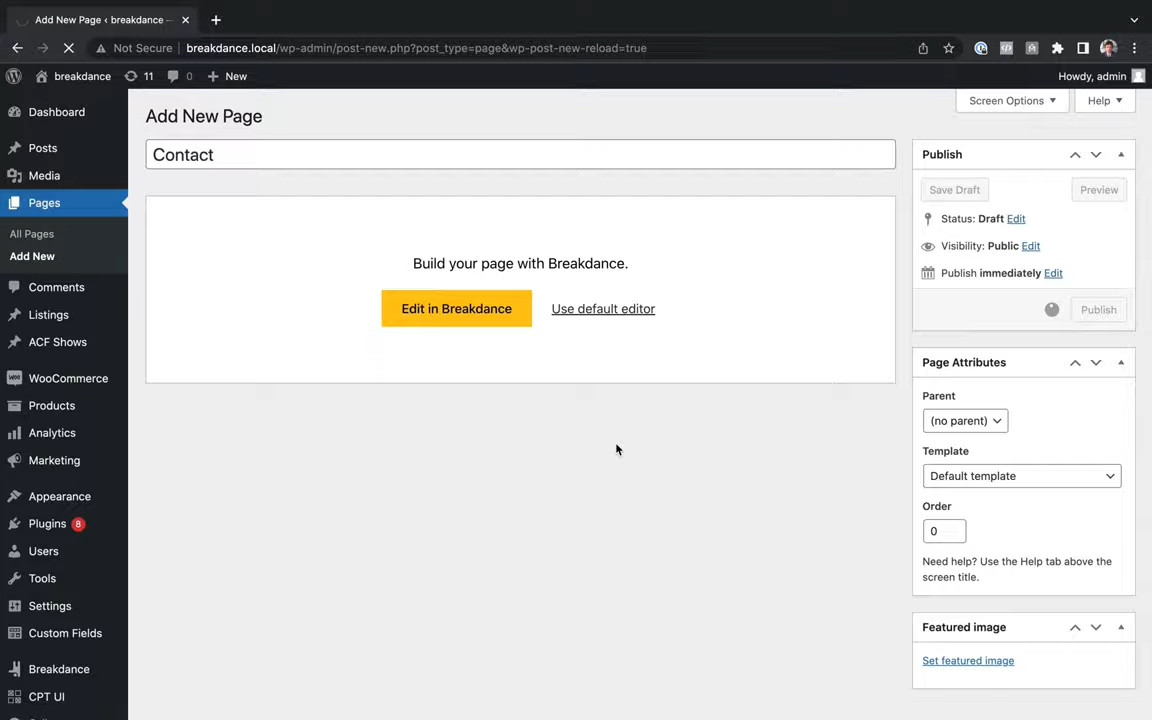 Add New Page ‹ breakdance —
Not Secure breakdance.local/wp-admin/post-new.php?post_type=page&wp-post-new-reload=true
breakdance 11 0 New Howdy, admin
Screen Options Help
Dashboard
Posts
Media
Pages
All Pages
Add New
Comments
Listings
ACF Shows
WooCommerce
Products
Analytics
Marketing
Appearance
Plugins 8
Users
Tools
Settings
Custom Fields
Breakdance
CPT UI
Add New Page
Contact
Build your page with Breakdance.
Edit in Breakdance Use default editor
Publish
Save Draft Preview
Status: Draft Edit
Visibility: Public Edit
Publish immediately Edit
Publish
Page Attributes
Parent
(no parent)
Template
Default template
Order
0
Need help? Use the Help tab above the
screen title.
Featured image
Set featured image